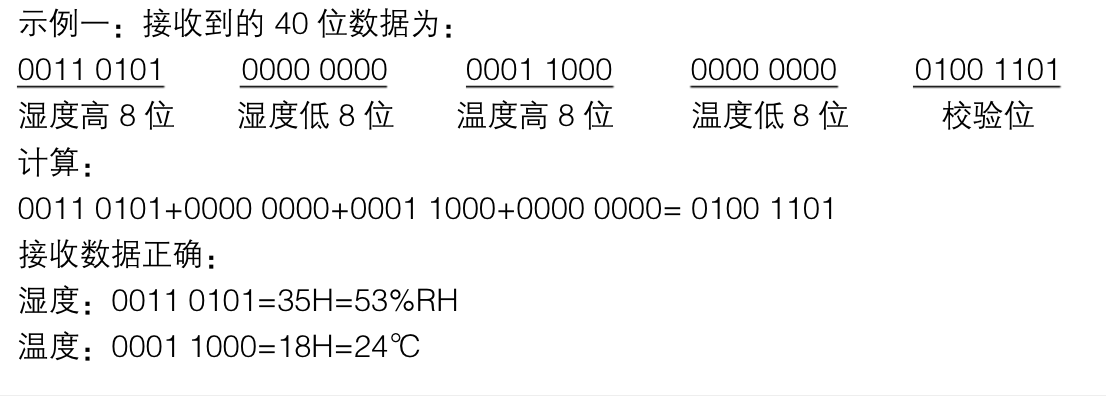 示例一：接收到的 40 位数据为：
0011 0101 0000 0000 0001 1000 0000 0000 0100 1101
湿度高 8 位 湿度低 8 位 温度高 8 位 温度低 8 位 校验位
计算：
0011 0101+0000 0000+0001 1000+0000 0000= 0100 1101
接收数据正确：
湿度：0011 0101=35H=53%RH
温度：0001 1000=18H=24℃